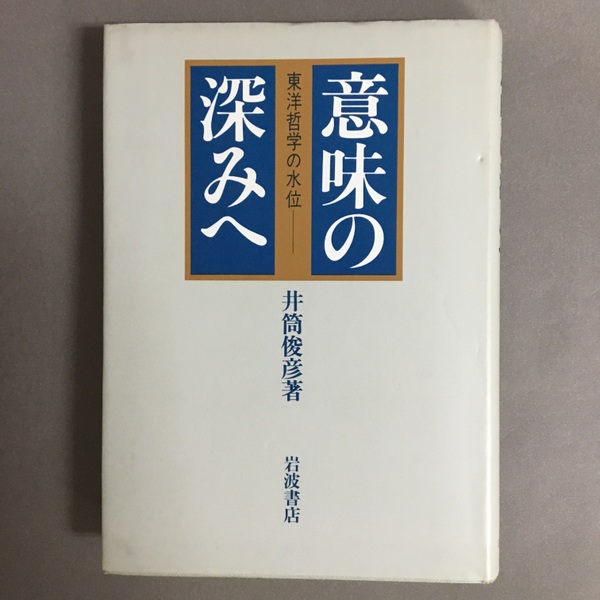 意味の
深みへ
東洋哲学の水位──
井筒俊彦著
岩波書店